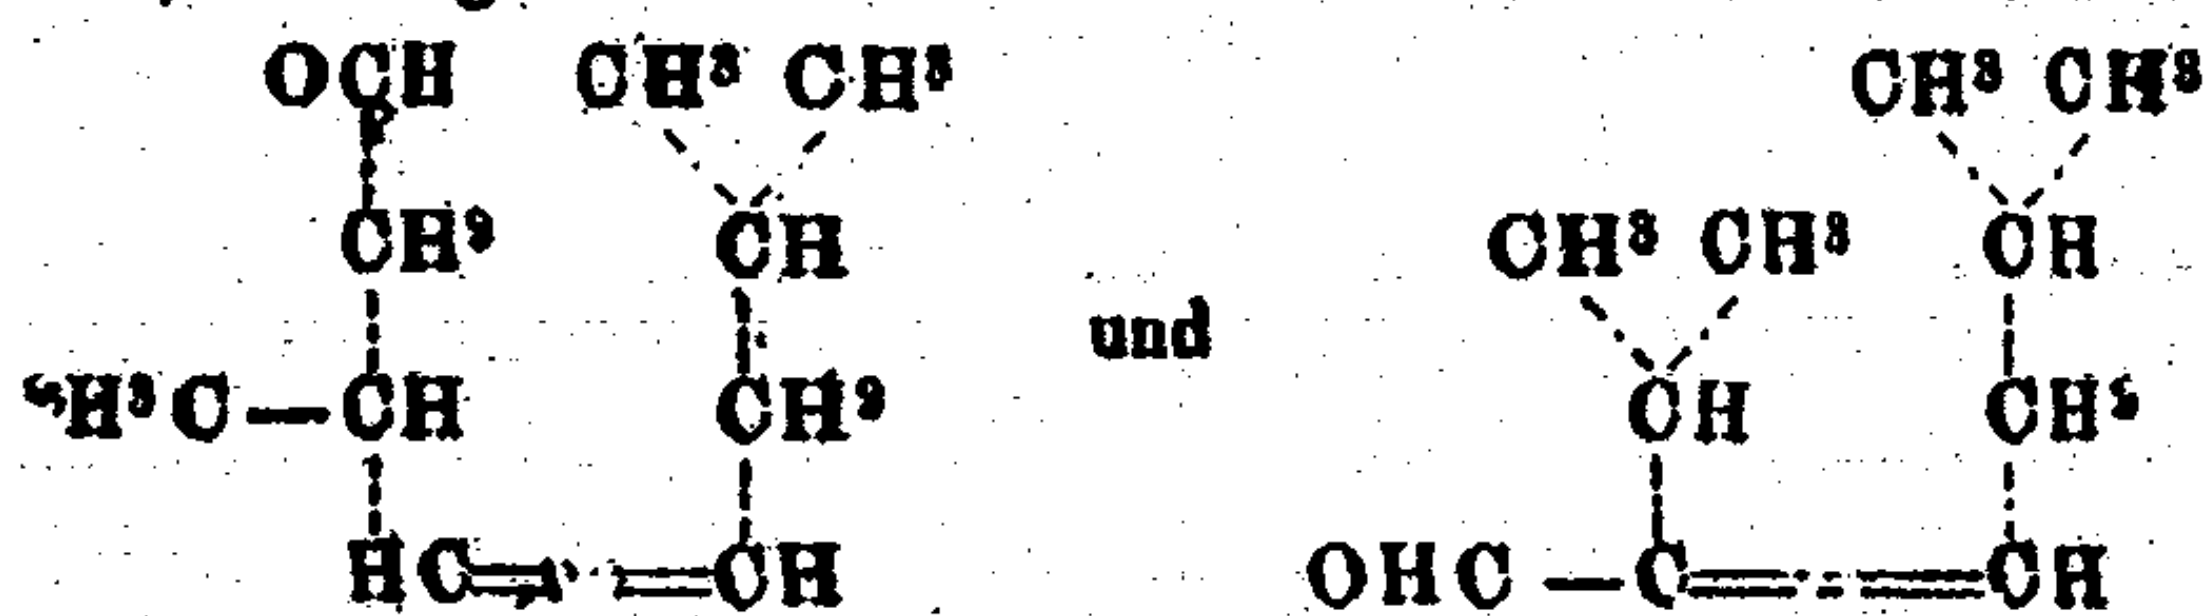 OCH CH³ CH³ CH³ CH³
CH² CH CH³ CH³ CH
und
H³C—CH CH² CH CH²
HC==CH OHC—C==CH